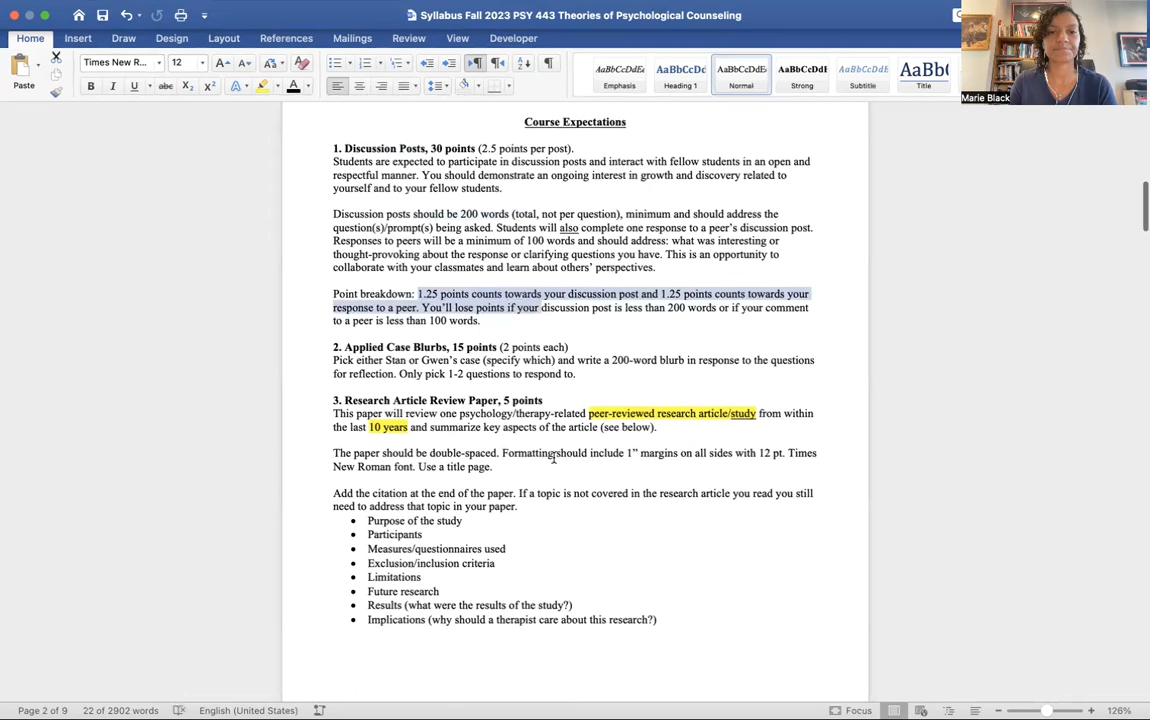 Syllabus Fall 2023 PSY 443 Theories of Psychological Counseling
Home Insert Draw Design Layout References Mailings Review View Developer
Times New R... 12
Paste
AaBbCcDdEe AaBbCcDc AaBbCcDdE AaBbCcDdE AaBbCcDdEe AaBb(
Emphasis Heading 1 Normal Strong Subtitle Title
Marie Black
Course Expectations
1. Discussion Posts, 30 points (2.5 points per post).
Students are expected to participate in discussion posts and interact with fellow students in an open and
respectful manner. You should demonstrate an ongoing interest in growth and discovery related to
yourself and to your fellow students.
Discussion posts should be 200 words (total, not per question), minimum and should address the
question(s)/prompt(s) being asked. Students will also complete one response to a peer's discussion post.
Responses to peers will be a minimum of 100 words and should address: what was interesting or
thought-provoking about the response or clarifying questions you have. This is an opportunity to
collaborate with your classmates and learn about others' perspectives.
Point breakdown: 1.25 points counts towards your discussion post and 1.25 points counts towards your
response to a peer. You'll lose points if your discussion post is less than 200 words or if your comment
to a peer is less than 100 words.
2. Applied Case Blurbs, 15 points (2 points each)
Pick either Stan or Gwen's case (specify which) and write a 200-word blurb in response to the questions
for reflection. Only pick 1-2 questions to respond to.
3. Research Article Review Paper, 5 points
This paper will review one psychology/therapy-related peer-reviewed research article/study from within
the last 10 years and summarize key aspects of the article (see below).
The paper should be double-spaced. Formatting should include 1” margins on all sides with 12 pt. Times
New Roman font. Use a title page.
Add the citation at the end of the paper. If a topic is not covered in the research article you read you still
need to address that topic in your paper.
• Purpose of the study
• Participants
• Measures/questionnaires used
• Exclusion/inclusion criteria
• Limitations
• Future research
• Results (what were the results of the study?)
• Implications (why should a therapist care about this research?)
Page 2 of 9 22 of 2902 words English (United States) Focus 126%